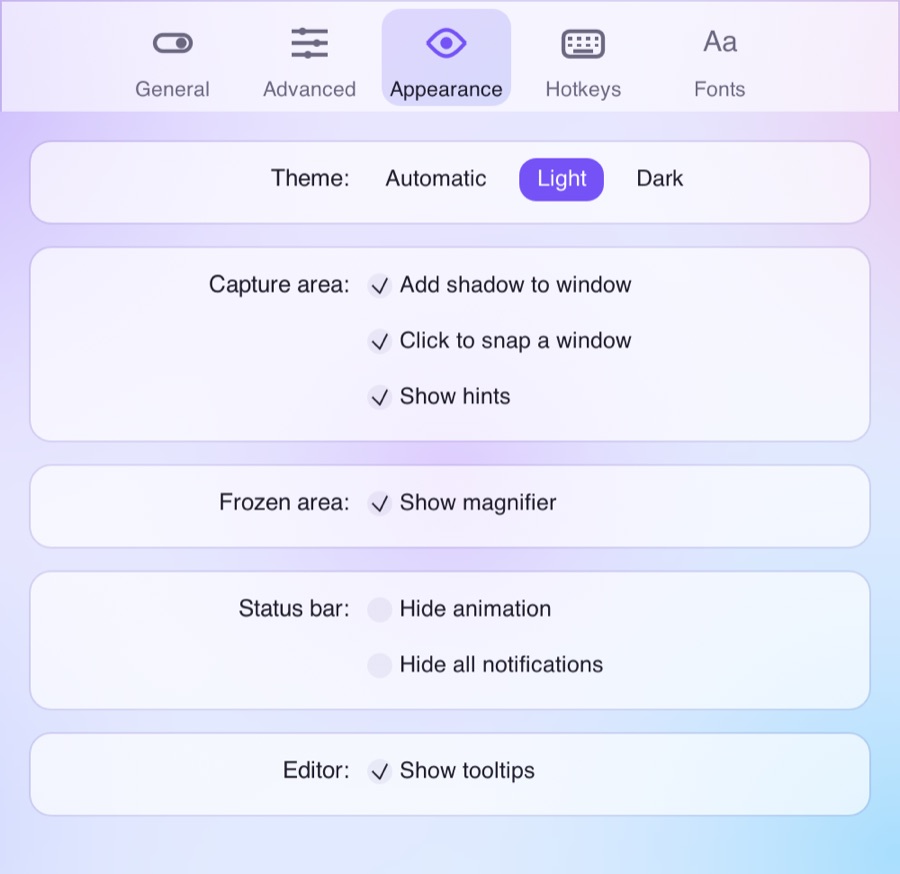 Aa
General Advanced Appearance Hotkeys Fonts
Theme: Automatic Light Dark
Capture area: Add shadow to window
Click to snap a window
Show hints
Frozen area: Show magnifier
Status bar: Hide animation
Hide all notifications
Editor: Show tooltips